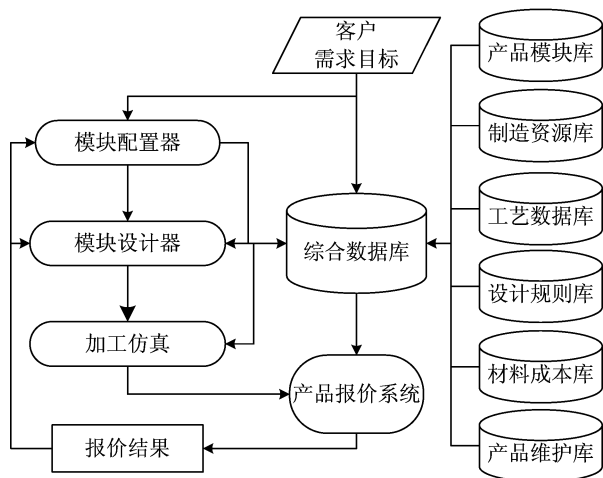 客户
需求目标
模块配置器
模块设计器
加工仿真
报价结果
综合数据库
产品报价系统
产品模块库
制造资源库
工艺数据库
设计规则库
材料成本库
产品维护库